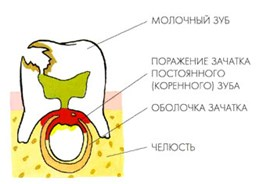 МОЛОЧНЫЙ ЗУБ
ПОРАЖЕНИЕ ЗАЧАТКА
ПОСТОЯННОГО
(КОРЕННОГО) ЗУБА
ОБОЛОЧКА ЗАЧАТКА
ЧЕЛЮСТЬ